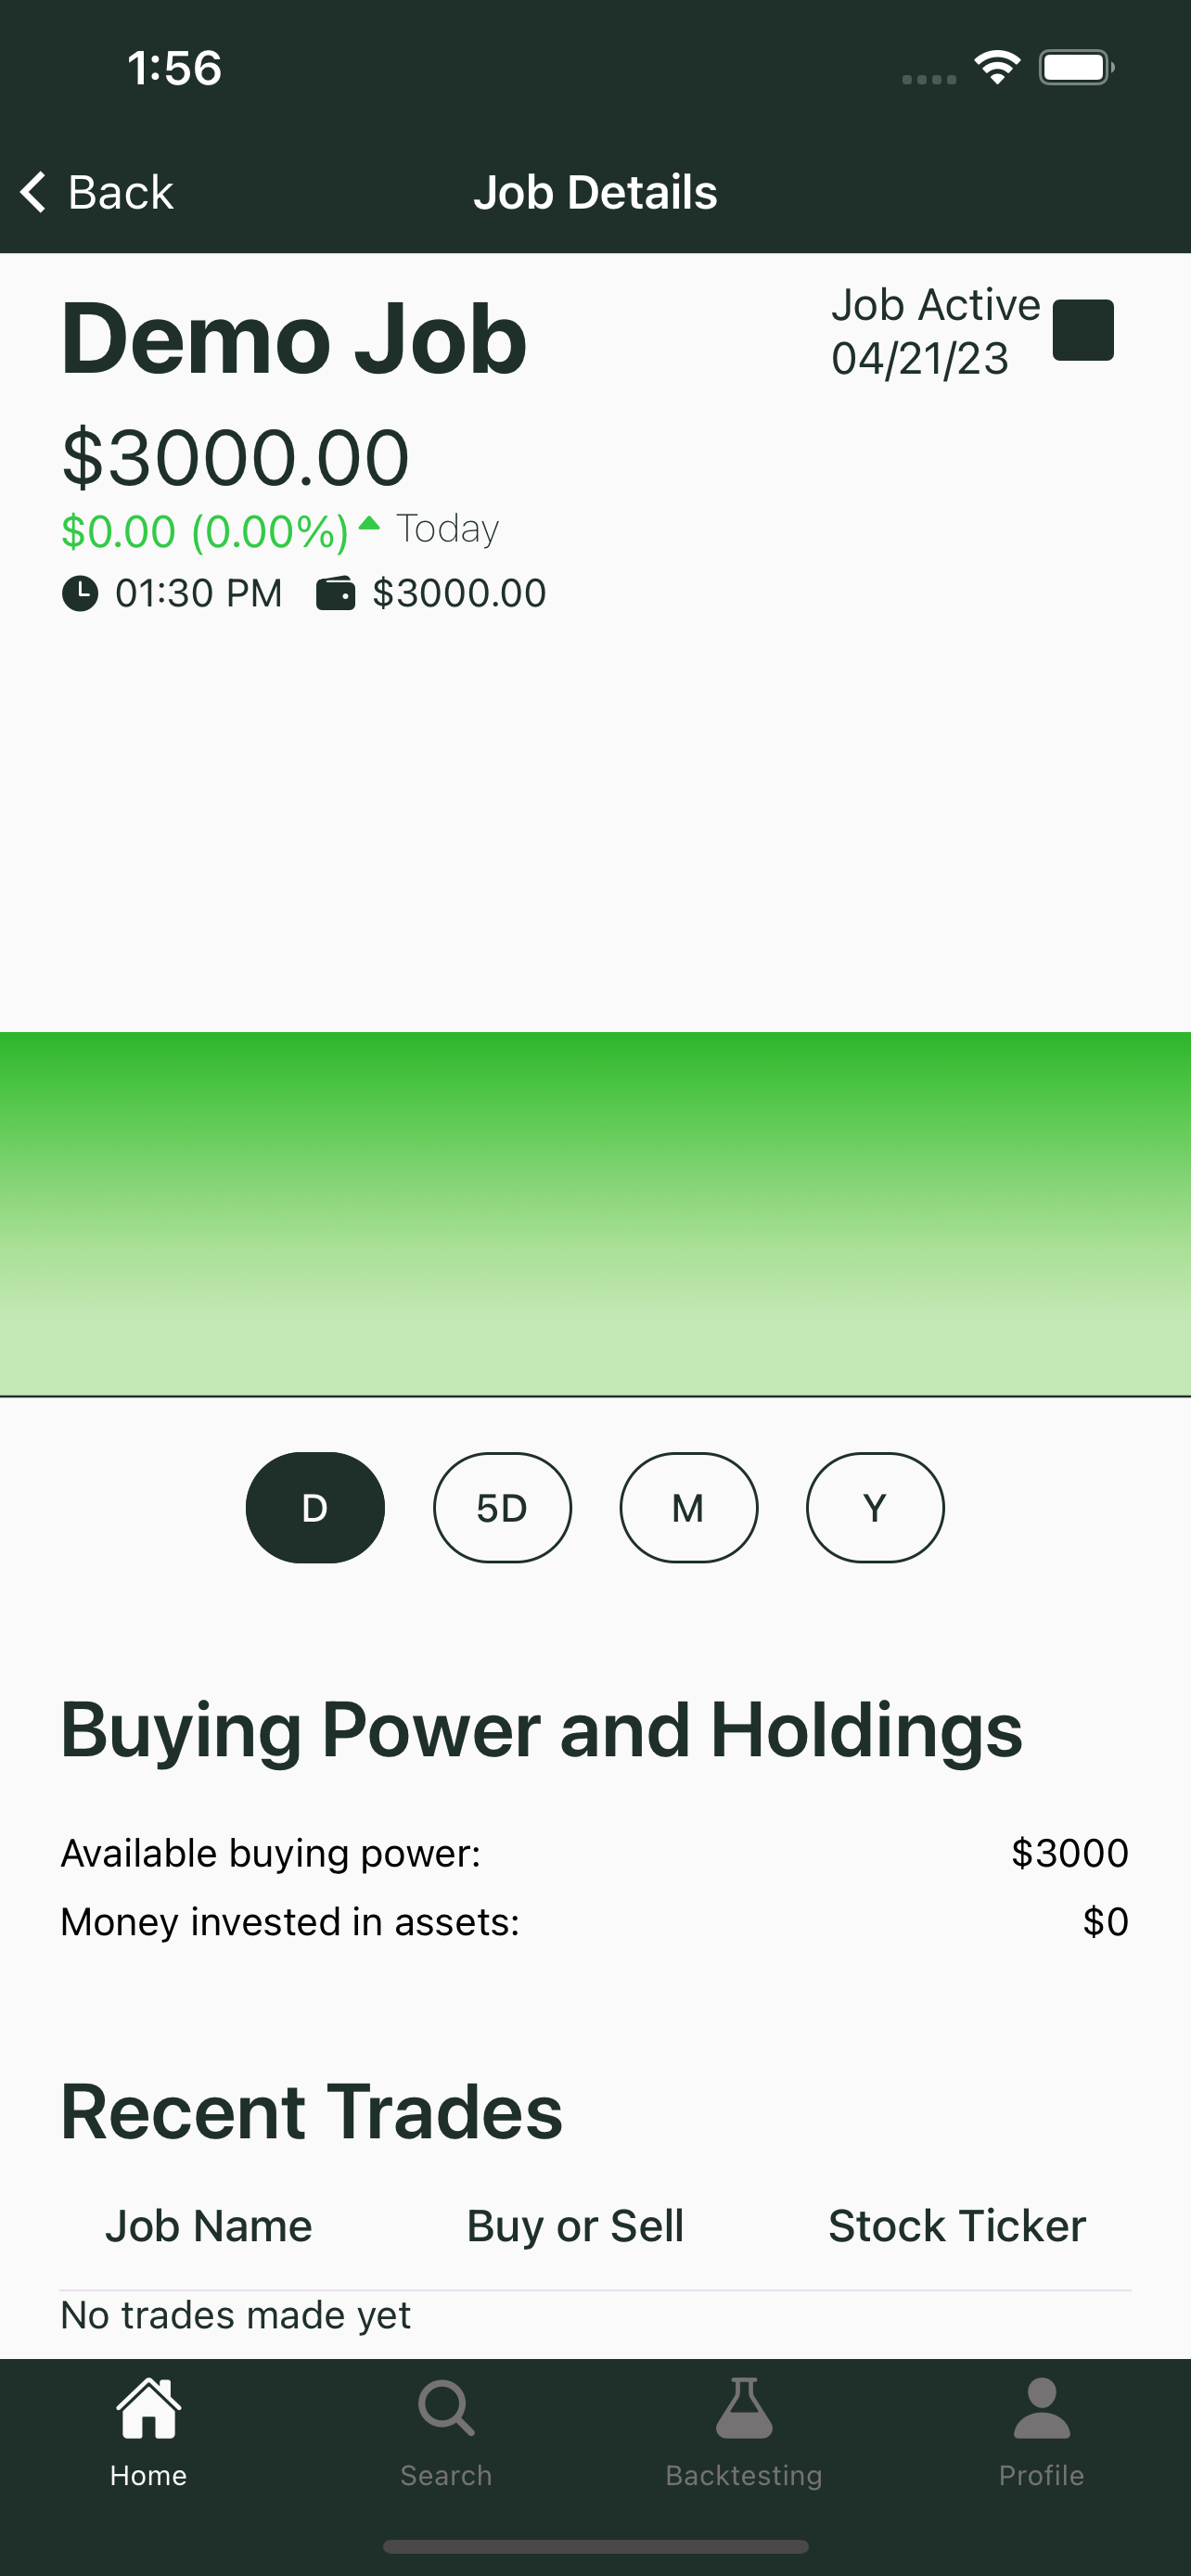 1:56
Back
Job Details
Demo Job
Job Active
04/21/23
$3000.00
$0.00 (0.00%) Today
01:30 PM $3000.00
D
5D
M
Y
Buying Power and Holdings
Available buying power: $3000
Money invested in assets: $0
Recent Trades
Job Name Buy or Sell Stock Ticker
No trades made yet
Home Search Backtesting Profile